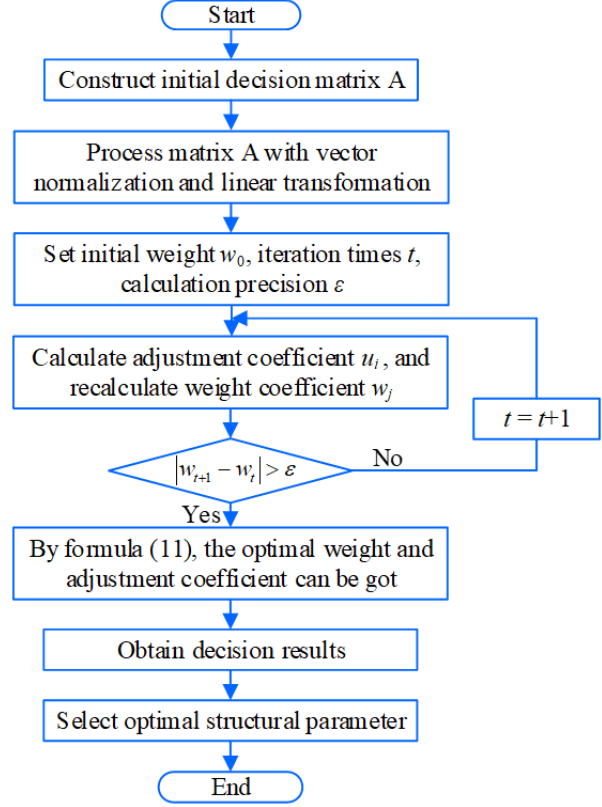 Start
Construct initial decision matrix A
Process matrix A with vector
normalization and linear transformation
Set initial weight w₀, iteration times t,
calculation precision ε
Calculate adjustment coefficient uᵢ, and
recalculate weight coefficient wⱼ
t = t+1
|wₜ₊₁ − wₜ| > ε
No
Yes
By formula (11), the optimal weight and
adjustment coefficient can be got
Obtain decision results
Select optimal structural parameter
End